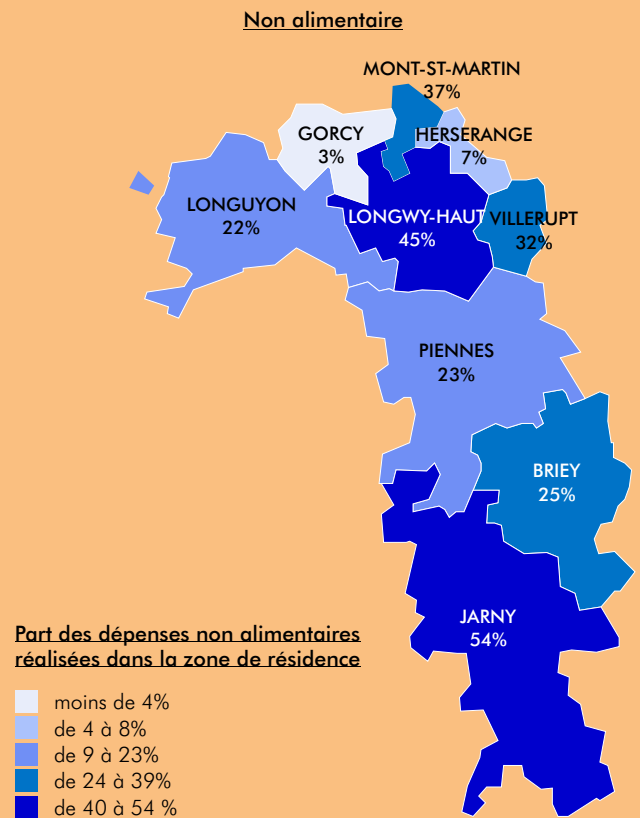 Non alimentaire
MONT-ST-MARTIN
37%
GORCY
3%
HERSERANGE
7%
LONGUYON
22%
LONGWY-HAUT
45%
VILLERUPT
32%
PIENNES
23%
BRIEY
25%
JARNY
54%
Part des dépenses non alimentaires
réalisées dans la zone de résidence
moins de 4%
de 4 à 8%
de 9 à 23%
de 24 à 39%
de 40 à 54 %